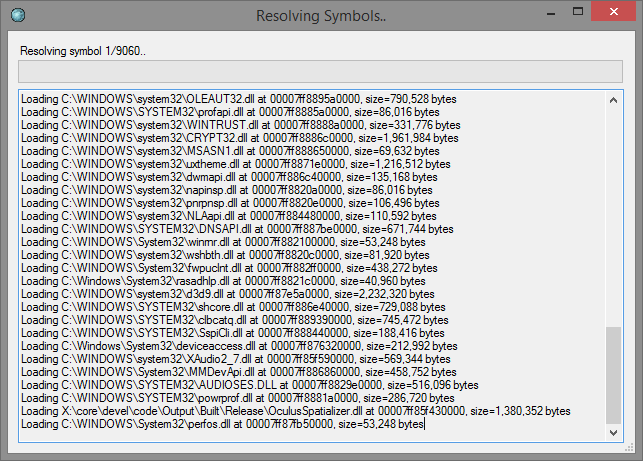 Resolving Symbols..
Resolving symbol 1/9060..
Loading C:\WINDOWS\system32\OLEAUT32.dll at 00007ff8895a0000, size=790,528 bytes
Loading C:\WINDOWS\SYSTEM32\profapi.dll at 00007ff8885a0000, size=86,016 bytes
Loading C:\WINDOWS\system32\WINTRUST.dll at 00007ff8888a0000, size=331,776 bytes
Loading C:\WINDOWS\system32\CRYPT32.dll at 00007ff8886c0000, size=1,961,984 bytes
Loading C:\WINDOWS\system32\MSASN1.dll at 00007ff888650000, size=69,632 bytes
Loading C:\WINDOWS\system32\uxtheme.dll at 00007ff8871e0000, size=1,216,512 bytes
Loading C:\WINDOWS\system32\dwmapi.dll at 00007ff886c40000, size=135,168 bytes
Loading C:\WINDOWS\system32\napinsp.dll at 00007ff8820a0000, size=86,016 bytes
Loading C:\WINDOWS\system32\pnrpnsp.dll at 00007ff8820e0000, size=106,496 bytes
Loading C:\WINDOWS\system32\NLAapi.dll at 00007ff884480000, size=110,592 bytes
Loading C:\WINDOWS\SYSTEM32\DNSAPI.dll at 00007ff887be0000, size=671,744 bytes
Loading C:\WINDOWS\System32\winrnr.dll at 00007ff882100000, size=53,248 bytes
Loading C:\WINDOWS\system32\wshbth.dll at 00007ff8820c0000, size=81,920 bytes
Loading C:\WINDOWS\System32\fwpuclnt.dll at 00007ff882ff0000, size=438,272 bytes
Loading C:\Windows\System32\rasadhlp.dll at 00007ff8821c0000, size=40,960 bytes
Loading C:\WINDOWS\system32\d3d9.dll at 00007ff87e5a0000, size=2,232,320 bytes
Loading C:\WINDOWS\SYSTEM32\shcore.dll at 00007ff886e40000, size=729,088 bytes
Loading C:\WINDOWS\SYSTEM32\clbcatq.dll at 00007ff889390000, size=745,472 bytes
Loading C:\WINDOWS\SYSTEM32\SspiCli.dll at 00007ff888440000, size=188,416 bytes
Loading C:\Windows\System32\deviceaccess.dll at 00007ff876320000, size=212,992 bytes
Loading C:\WINDOWS\system32\XAudio2_7.dll at 00007ff85f590000, size=569,344 bytes
Loading C:\WINDOWS\System32\MMDevApi.dll at 00007ff886860000, size=458,752 bytes
Loading C:\WINDOWS\SYSTEM32\AUDIOSES.DLL at 00007ff8829e0000, size=516,096 bytes
Loading C:\WINDOWS\SYSTEM32\powrprof.dll at 00007ff8881a0000, size=286,720 bytes
Loading X:\core\devel\code\Output\Built\Release\OculusSpatializer.dll at 00007ff85f430000, size=1,380,352 bytes
Loading C:\WINDOWS\System32\perfos.dll at 00007ff87fb50000, size=53,248 bytes